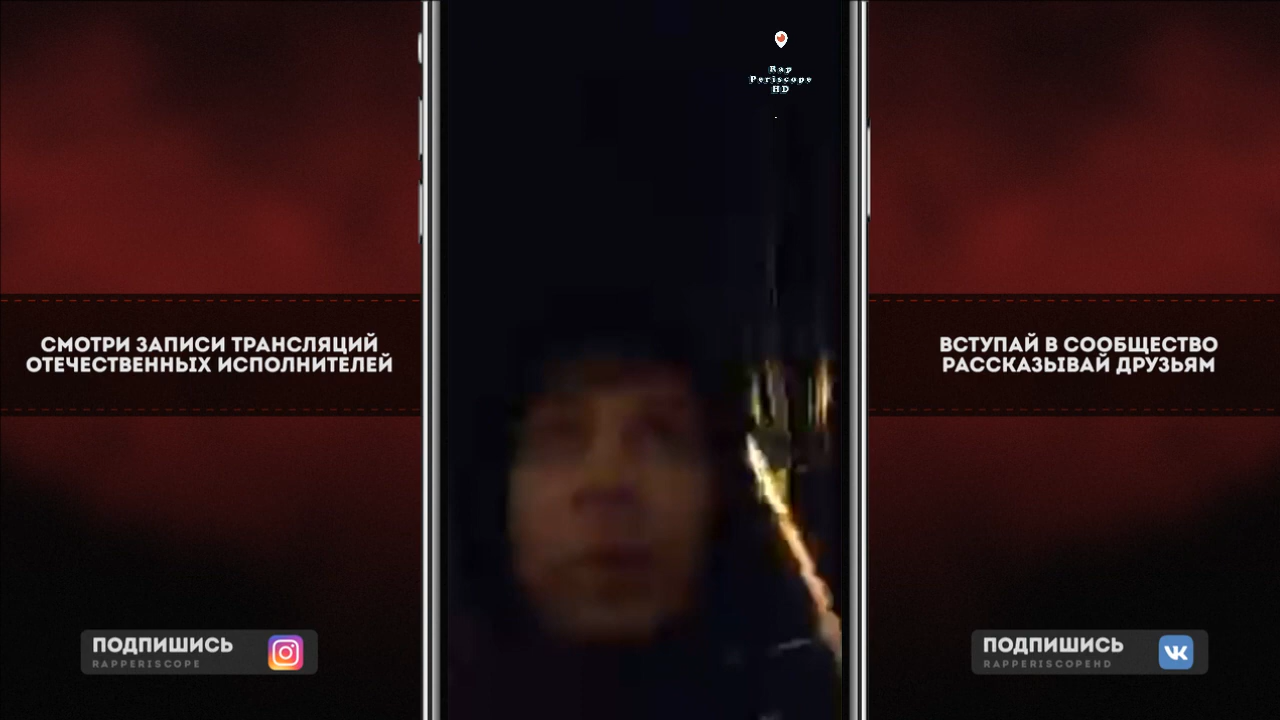 Rap
Periscope
HD
СМОТРИ ЗАПИСИ ТРАНСЛЯЦИЙ
ОТЕЧЕСТВЕННЫХ ИСПОЛНИТЕЛЕЙ
ВСТУПАЙ В СООБЩЕСТВО
РАССКАЗЫВАЙ ДРУЗЬЯМ
ПОДПИШИСЬ
RAPPERISCOPE
ПОДПИШИСЬ
RAPPERISCOPEHD